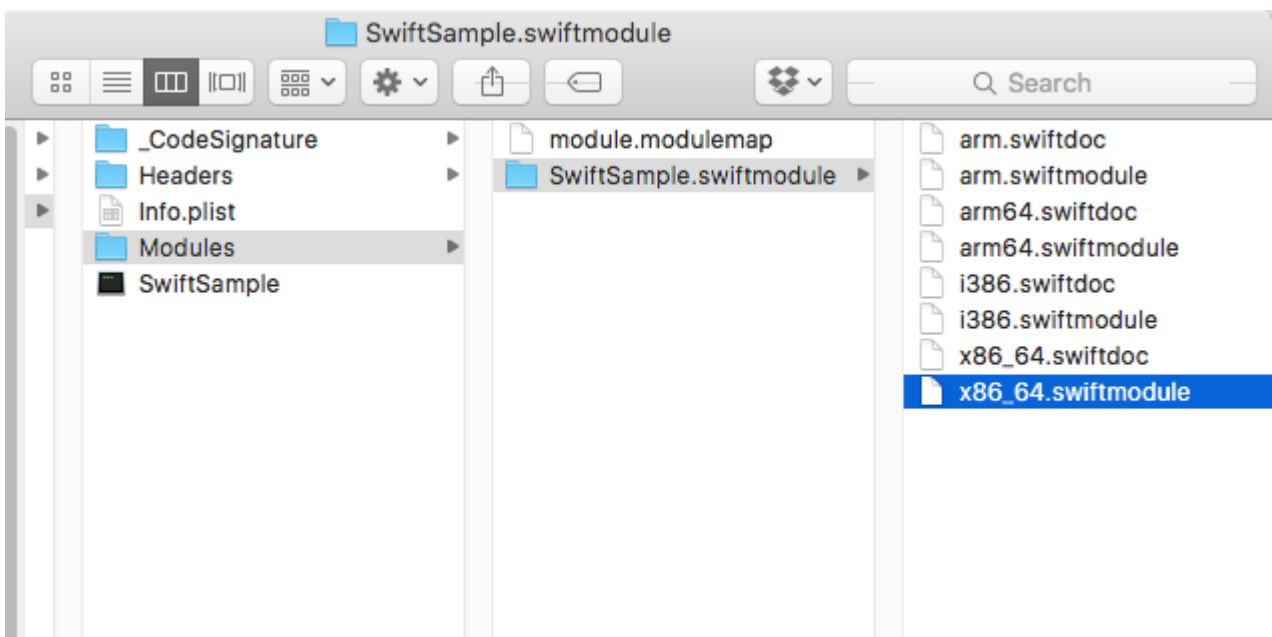 SwiftSample.swiftmodule
Search
_CodeSignature
Headers
Info.plist
Modules
SwiftSample
module.modulemap
SwiftSample.swiftmodule
arm.swiftdoc
arm.swiftmodule
arm64.swiftdoc
arm64.swiftmodule
i386.swiftdoc
i386.swiftmodule
x86_64.swiftdoc
x86_64.swiftmodule